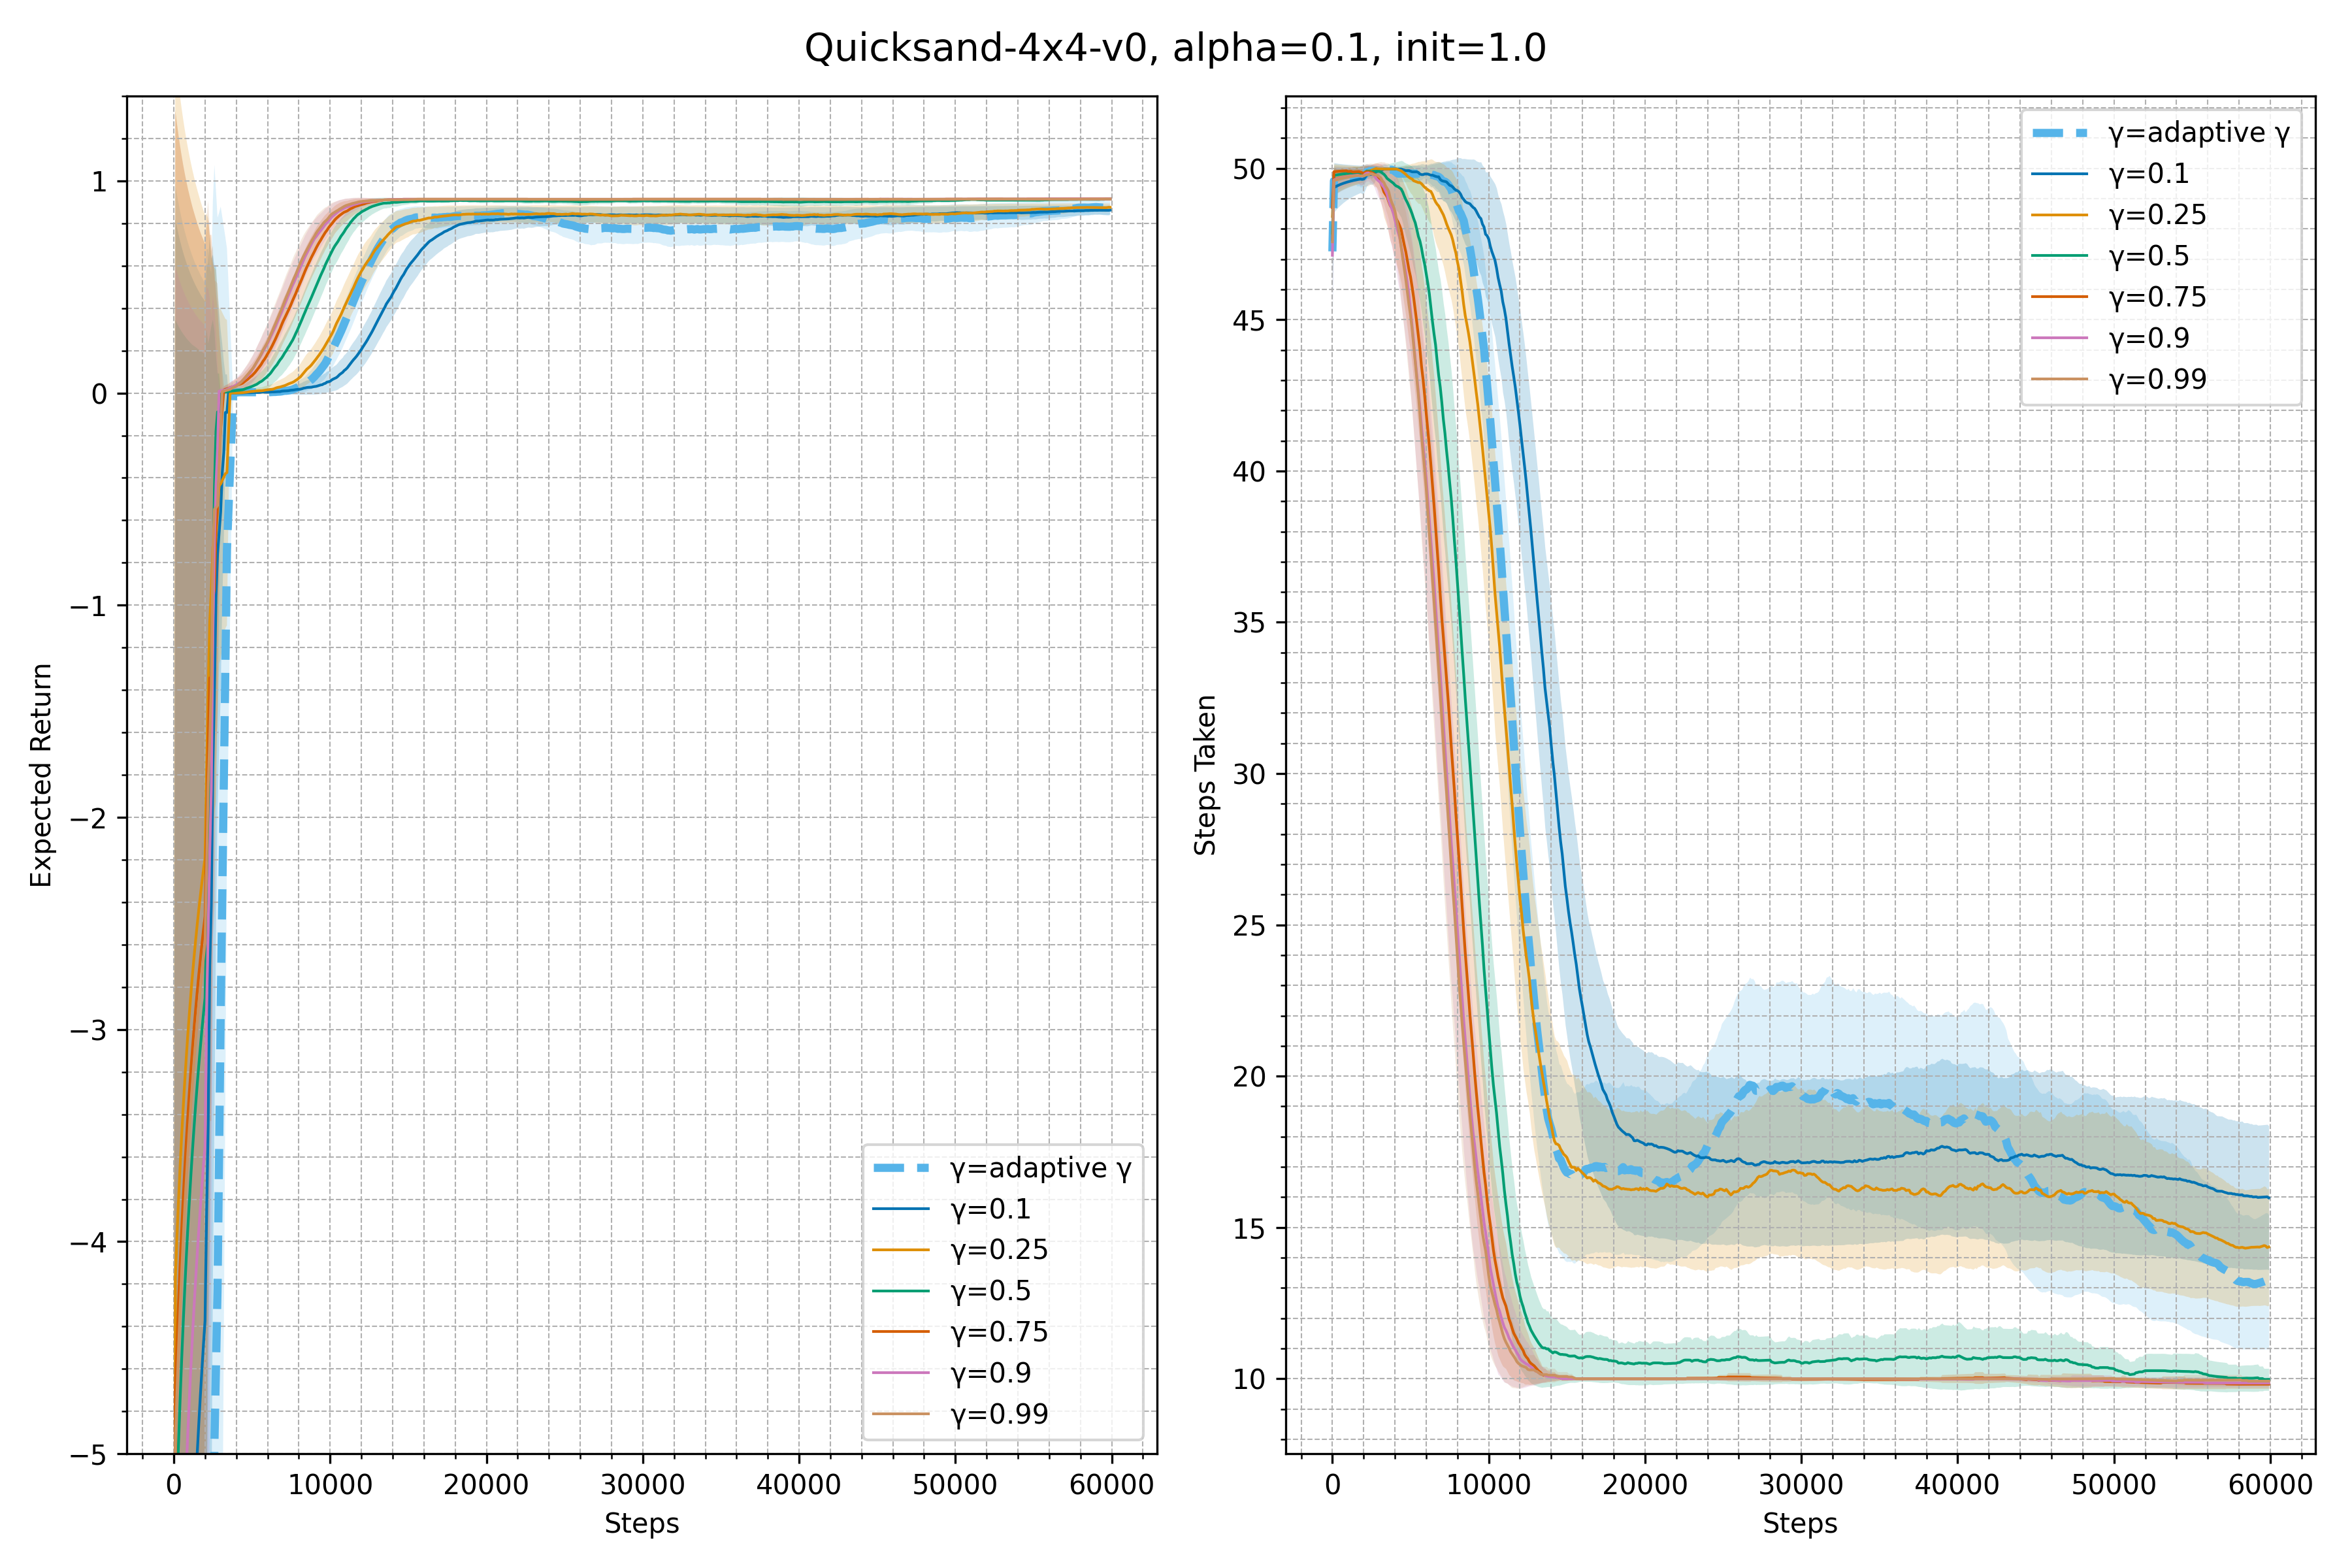 Quicksand-4x4-v0, alpha=0.1, init=1.0
Expected Return
1
0
−1
−2
−3
−4
−5
0 10000 20000 30000 40000 50000 60000
Steps
γ=adaptive γ
γ=0.1
γ=0.25
γ=0.5
γ=0.75
γ=0.9
γ=0.99
Steps Taken
50
45
40
35
30
25
20
15
10
0 10000 20000 30000 40000 50000 60000
Steps
γ=adaptive γ
γ=0.1
γ=0.25
γ=0.5
γ=0.75
γ=0.9
γ=0.99